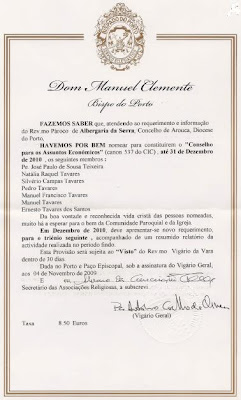 Dom Manuel Clemente
Bispo do Porto
FAZEMOS SABER que, atendendo ao requerimento e informação
do Rev.mo Pároco de Albergaria da Serra, Concelho de Arouca, Diocese
do Porto,
HAVEMOS POR BEM nomear para constituirem o "Conselho
para os Assuntos Económicos" (canon 537 do CIC) , até 31 de Dezembro
de 2010 , os seguintes membros :
Pe. José Paulo de Sousa Teixeira
Natália Raquel Tavares
Silvério Campas Tavares
Pedro Tavares
Manuel Francisco Tavares
Manuel Tavares
Ernesto Tavares dos Santos
Da boa vontade e reconhecida vida cristã das pessoas nomeadas, muito
há a esperar para o bem da Comunidade Paroquial e da Igreja.
Em Dezembro de 2010, deve apresentar-se novo requerimento,
para o triénio seguinte , acompanhado de um resumido relatório da
actividade realizada no período findo.
Esta Provisão será sujeita ao "Visto" do Rev.mo Vigário da Vara
dentro de 30 dias.
Dada no Porto e Paço Episcopal, sob a assinatura do Vigário Geral,
aos 04 de Novembro de 2009.
E eu,
Secretário das Associações Religiosas, a subscrevi.
(Vigário Geral)
Taxa 8.50 Euros